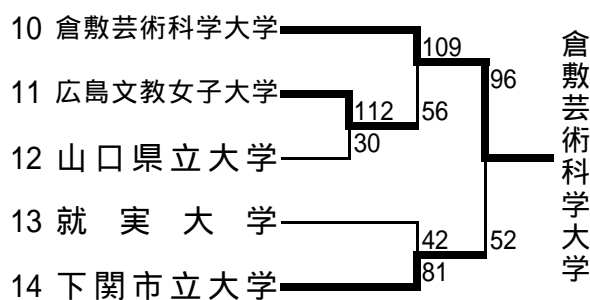 10 倉敷芸術科学大学
109
96
11 広島文教女子大学
112
56
30
12 山口県立大学
13 就実大学
42
52
81
14 下関市立大学
倉敷芸術科学大学